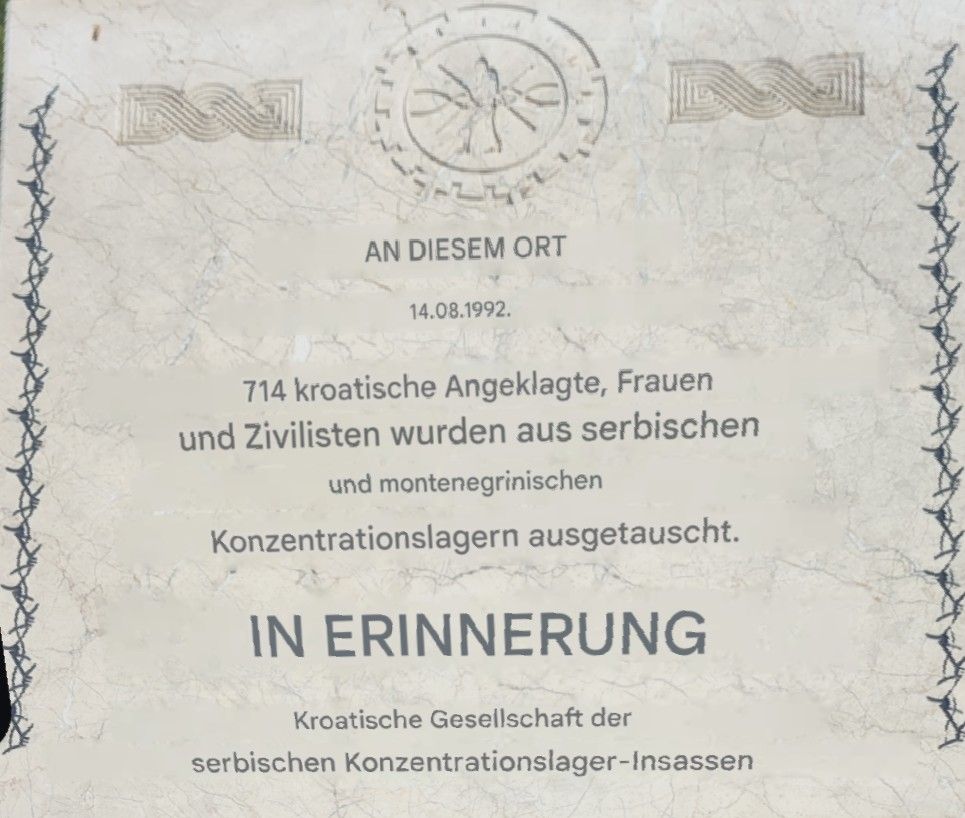 AN DIESEM ORT
14.08.1992.
714 kroatische Angeklagte, Frauen
und Zivilisten wurden aus serbischen
und montenegrinischen
Konzentrationslagern ausgetauscht.
IN ERINNERUNG
Kroatische Gesellschaft der
serbischen Konzentrationslager-Insassen